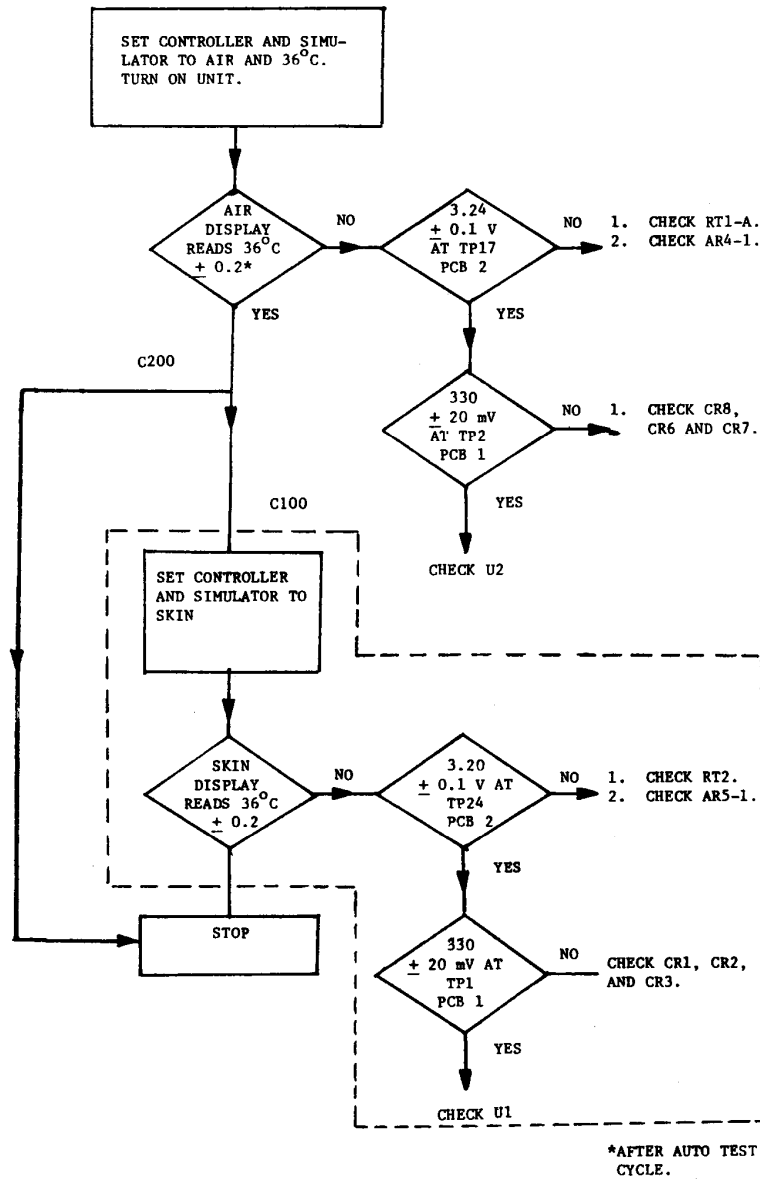 SET CONTROLLER AND SIMU-
LATOR TO AIR AND 36°C.
TURN ON UNIT.
AIR
DISPLAY
READS 36°C
± 0.2*
NO
YES
3.24
± 0.1 V
AT TP17
PCB 2
NO
1. CHECK RT1-A.
2. CHECK AR4-1.
YES
C200
330
± 20 mV
AT TP2
PCB 1
NO
1. CHECK CR8,
CR6 AND CR7.
YES
CHECK U2
C100
SET CONTROLLER
AND SIMULATOR TO
SKIN
SKIN
DISPLAY
READS 36°C
± 0.2
NO
3.20
± 0.1 V AT
TP24
PCB 2
NO
1. CHECK RT2.
2. CHECK AR5-1.
YES
STOP
330
± 20 mV AT
TP1
PCB 1
NO
CHECK CR1, CR2,
AND CR3.
YES
CHECK U1
*AFTER AUTO TEST
CYCLE.